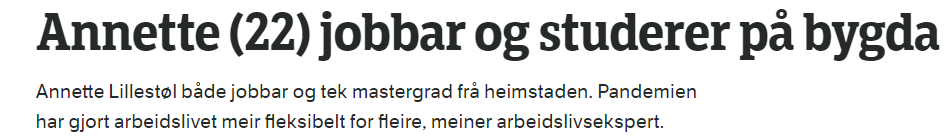 Annette (22) jobbar og studerer på bygda
Annette Lillestøl både jobbar og tek mastergrad frå heimstaden. Pandemien
har gjort arbeidslivet meir fleksibelt for fleire, meiner arbeidslivsekspert.